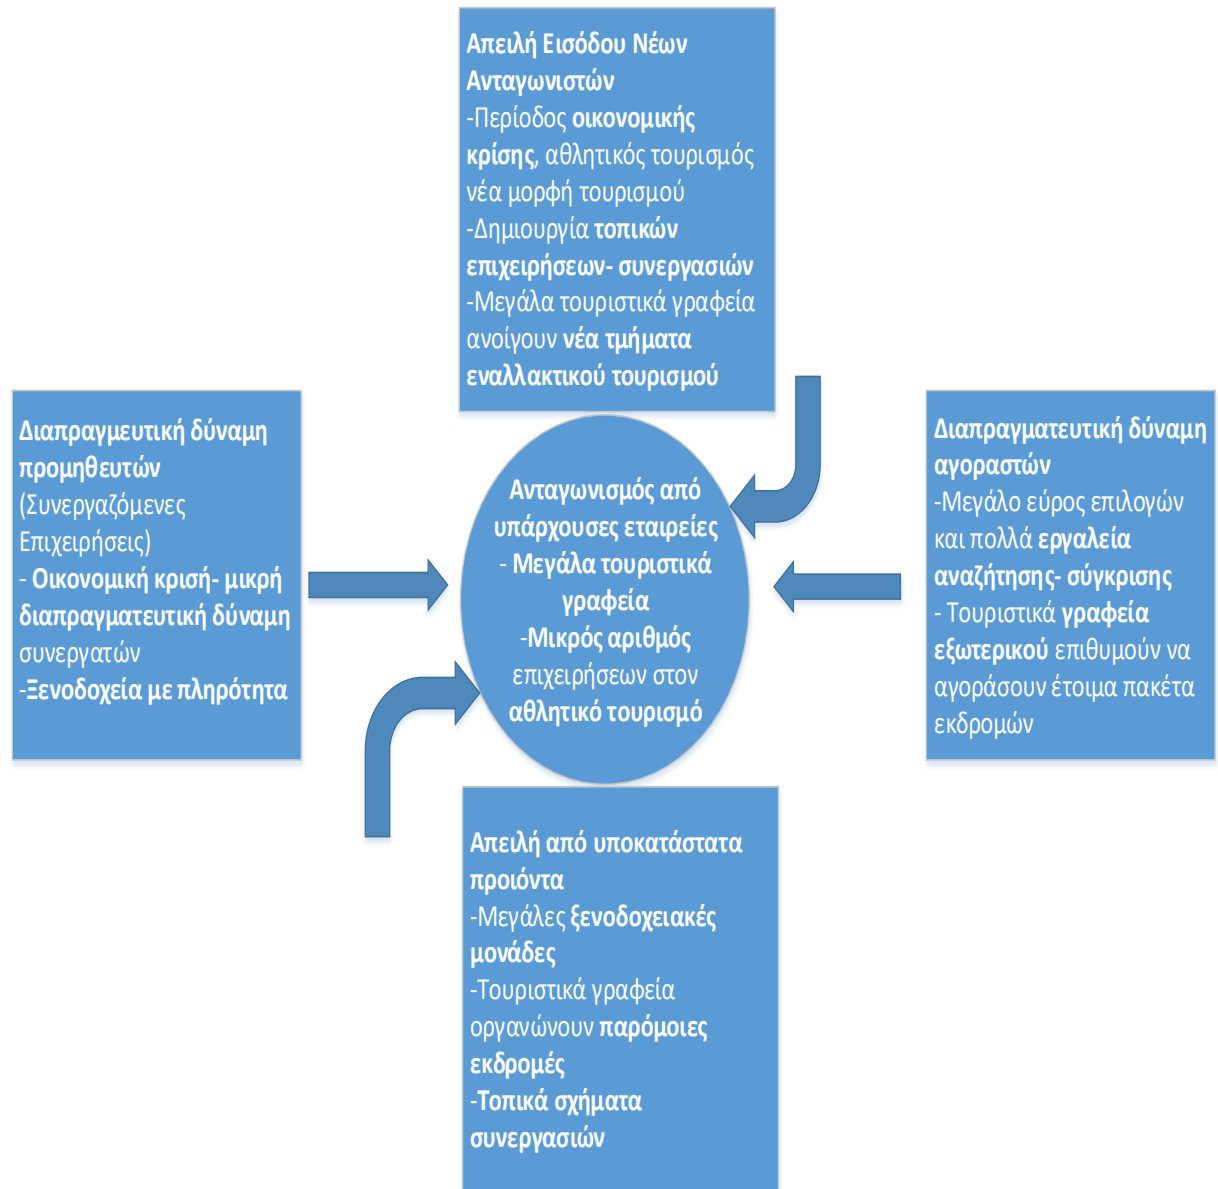 Απειλή Εισόδου Νέων
Ανταγωνιστών
-Περίοδος οικονομικής
κρίσης, αθλητικός τουρισμός
νέα μορφή τουρισμού
-Δημιουργία τοπικών
επιχειρήσεων- συνεργασιών
-Μεγάλα τουριστικά γραφεία
ανοίγουν νέα τμήματα
εναλλακτικού τουρισμού
Διαπραγμευτική δύναμη
προμηθευτών
(Συνεργαζόμενες
Επιχειρήσεις)
- Οικονομική κρισή- μικρή
διαπραγματευτική δύναμη
συνεργατών
-Ξενοδοχεία με πληρότητα
Ανταγωνισμός από
υπάρχουσες εταιρείες
- Μεγάλα τουριστικά
γραφεία
-Μικρός αριθμός
επιχειρήσεων στον
αθλητικό τουρισμό
Διαπραγματευτική δύναμη
αγοραστών
-Μεγάλο εύρος επιλογών
και πολλά εργαλεία
αναζήτησης- σύγκρισης
- Τουριστικά γραφεία
εξωτερικού επιθυμούν να
αγοράσουν έτοιμα πακέτα
εκδρομών
Απειλή από υποκατάστατα
προιόντα
-Μεγάλες ξενοδοχειακές
μονάδες
-Τουριστικά γραφεία
οργανώνουν παρόμοιες
εκδρομές
-Τοπικά σχήματα
συνεργασιών